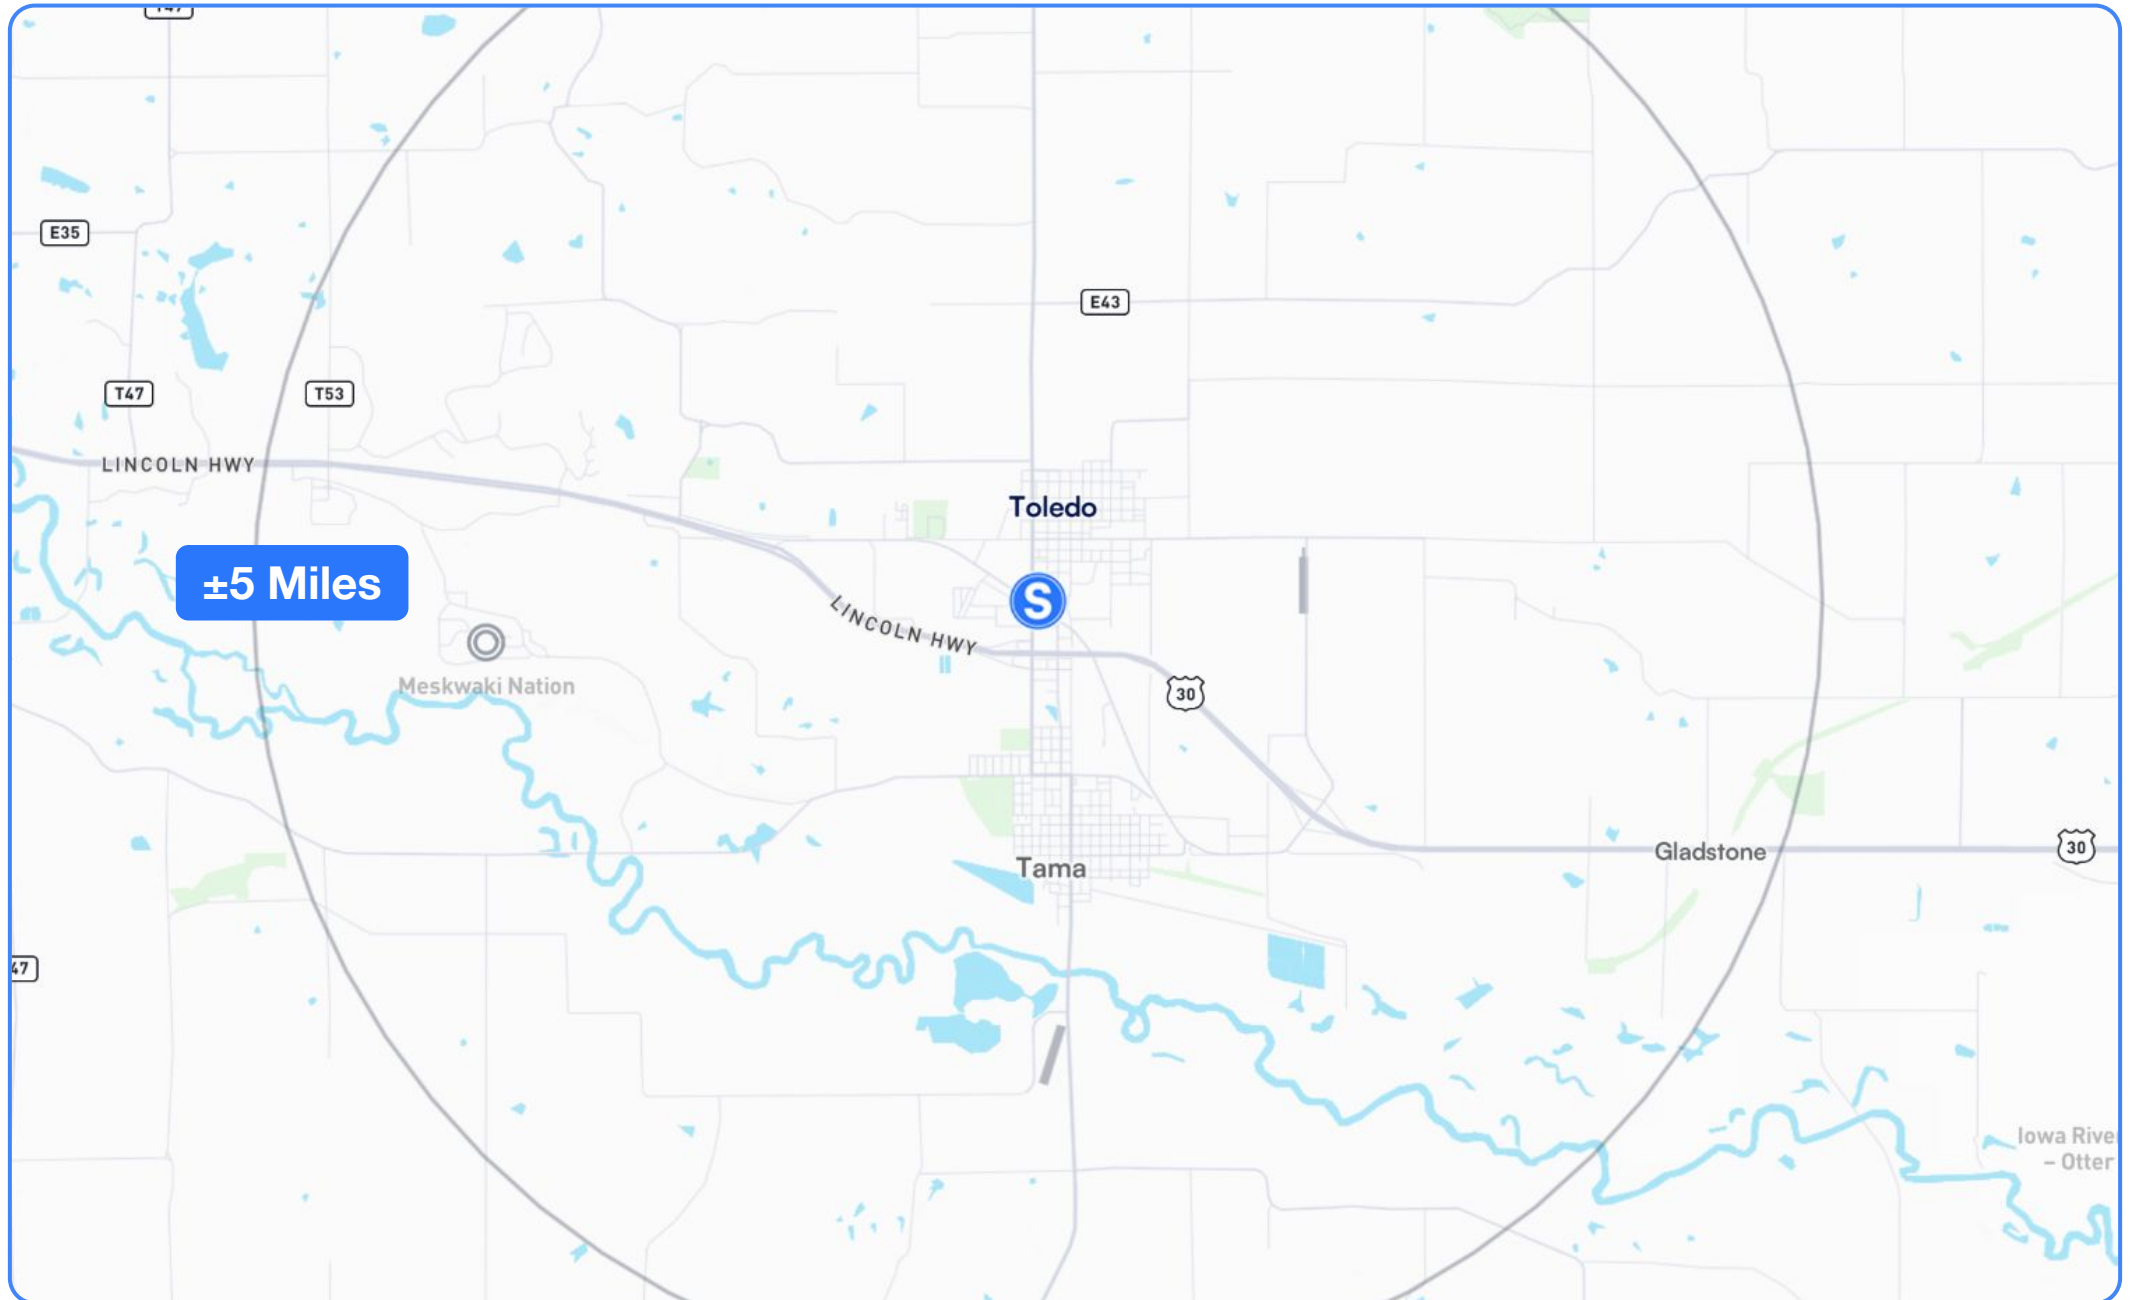 E35
E43
T47
T53
LINCOLN HWY
Toledo
±5 Miles
S
LINCOLN HWY
Meskwaki Nation
30
30
Tama
Gladstone
47
Iowa River
– Otter